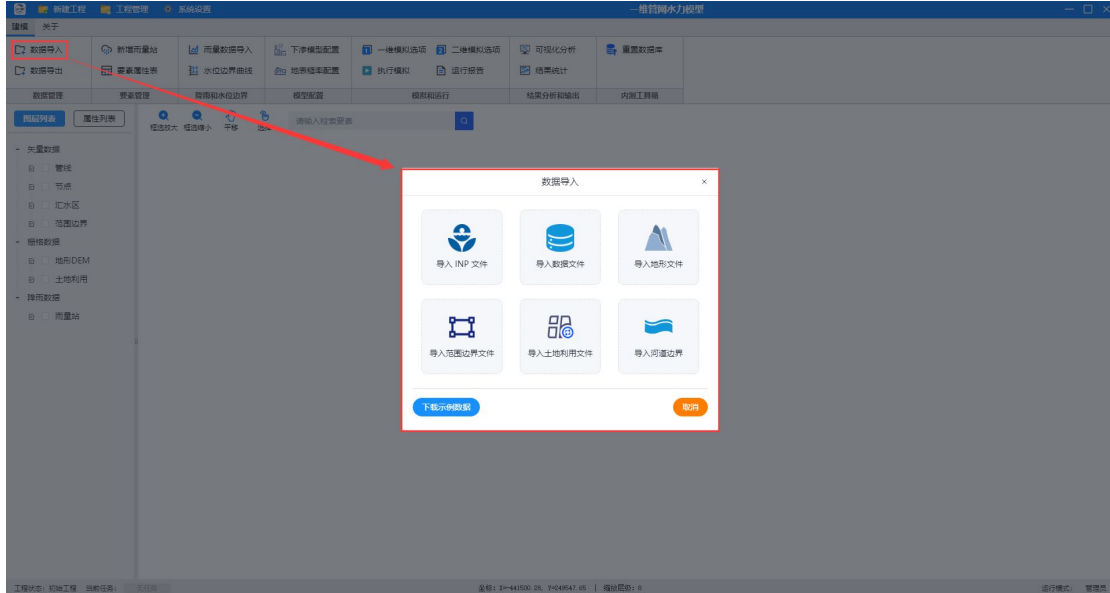 新建工程 工程管理 系统设置 一维管网水力模型
建模 关于
数据导入 新增雨量站 雨量数据导入 下渗模型配置 一维模拟选项 二维模拟选项 可视化分析 重置数据库
数据导出 要素属性表 水位边界曲线 地表糙率配置 执行模拟 运行报告 结果统计
数据管理 要素管理 降雨和水位边界 模型配置 模拟和运行 结果分析和输出 内测工具箱
图层列表 属性列表 框选放大 框选缩小 平移 请输入检索要素
矢量数据
管线
节点
汇水区
范围边界
栅格数据
地形DEM
土地利用
降雨数据
雨量站
数据导入 ×
导入 INP 文件 导入数据文件 导入地形文件
导入范围边界文件 导入土地利用文件 导入河道边界
下载示例数据 取消
工程状态: 初始工程 当前任务: 坐标: 缩放层级: 8 运行模式: 管理员